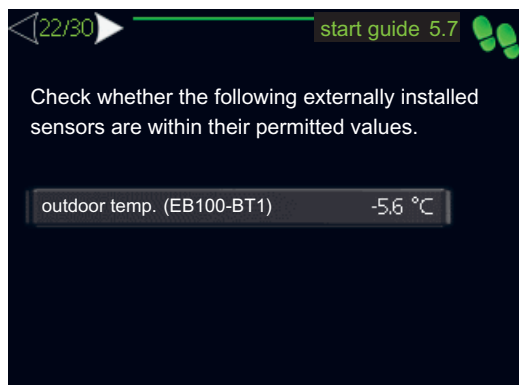 22/30
start guide 5.7
Check whether the following externally installed
sensors are within their permitted values.
outdoor temp. (EB100-BT1) -5.6 °C